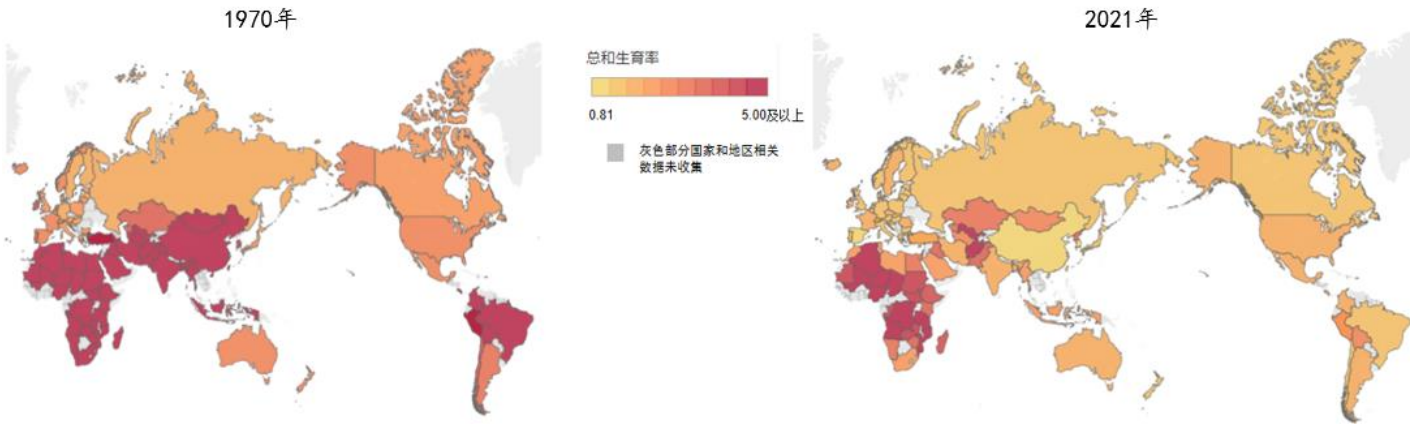 1970年
2021年
总和生育率
0.81
5.00及以上
灰色部分国家和地区相关
数据未收集